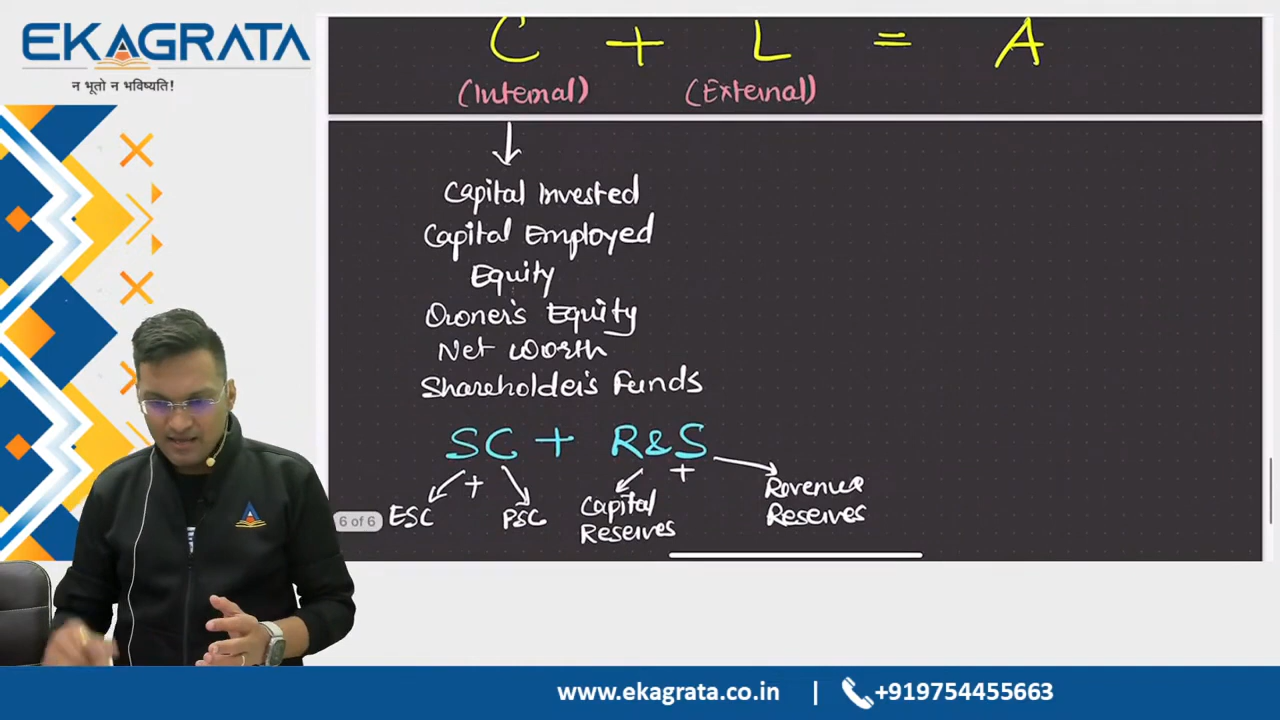 EKAGRATA
न भूतो न भविष्यति!
C + L = A
(Internal) (External)
Capital Invested
Capital Employed
Equity
Owner's Equity
Net Worth
Shareholder's Funds
SC + R&S
ESC + PSC
Capital Reserves + Revenue Reserves
6 of 6
www.ekagrata.co.in | +919754455663